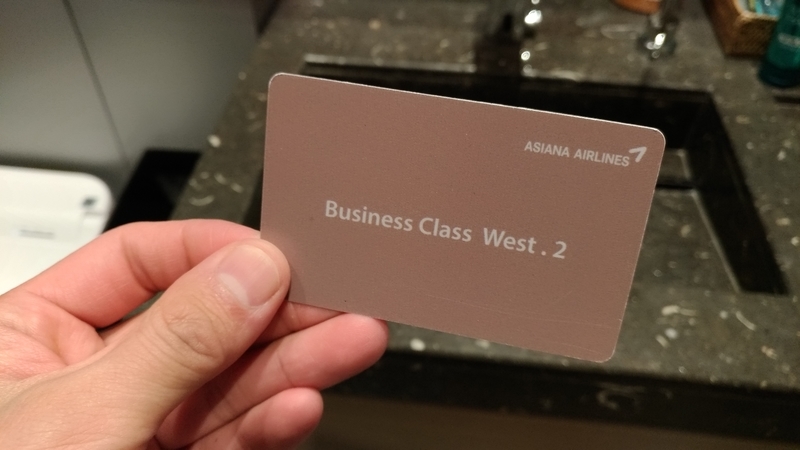 ASIANA AIRLINES
Business Class West . 2